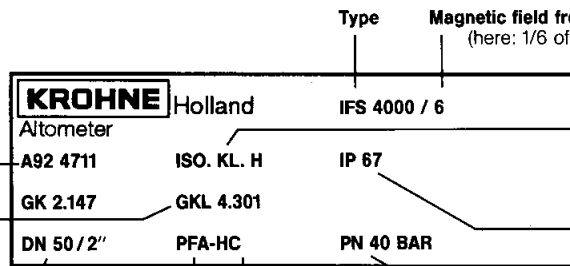 Type Magnetic field fr
(here: 1/6 of
KROHNE Holland IFS 4000 / 6
Altometer
A92 4711 ISO. KL. H IP 67
GK 2.147 GKL 4.301
DN 50 / 2" PFA-HC PN 40 BAR